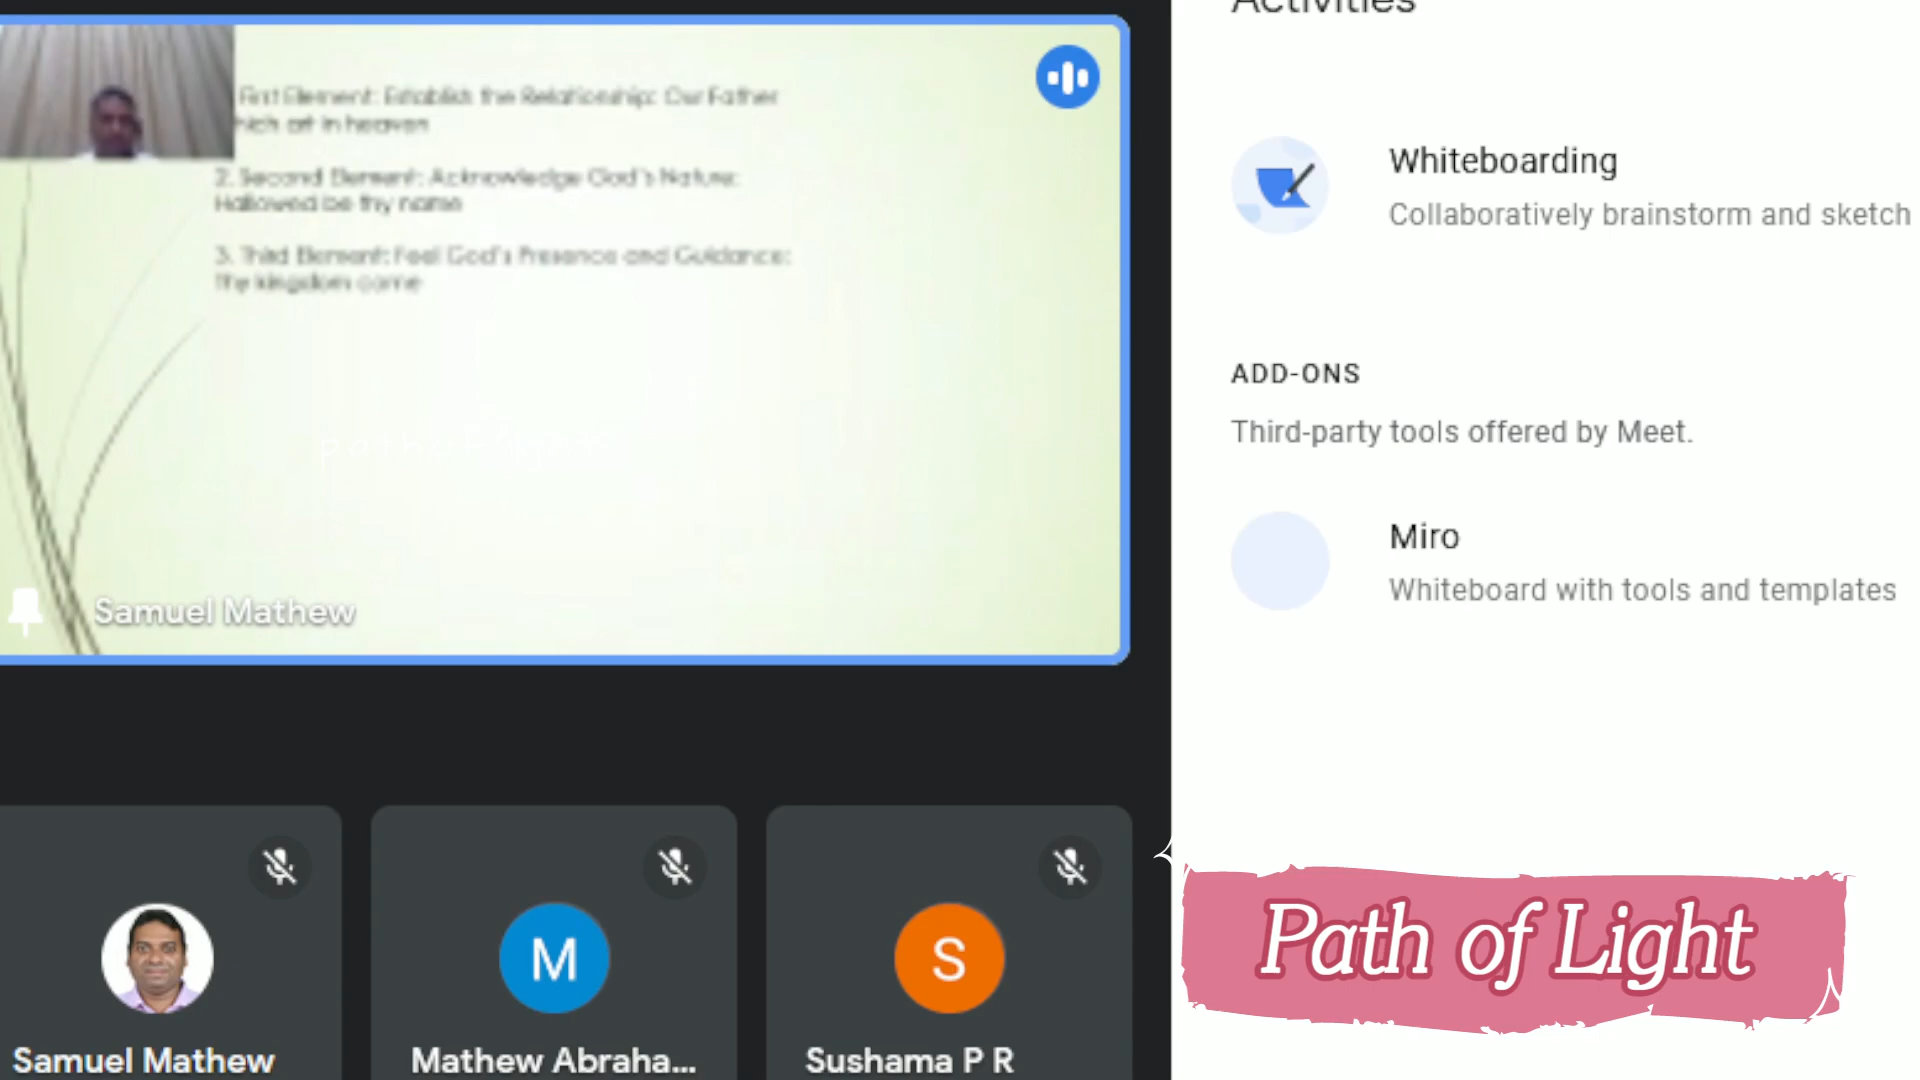 First Element: Establish the Relationship: Our Father
hich art in heaven
2. Second Element: Acknowledge God's Nature:
Hallowed be thy name
3. Third Element: Feel God's Presence and Guidance:
Thy kingdom come
Samuel Mathew
Samuel Mathew
M
Mathew Abraha...
S
Sushama P R
Activities
Whiteboarding
Collaboratively brainstorm and sketch
ADD-ONS
Third-party tools offered by Meet.
Miro
Whiteboard with tools and templates
Path of Light